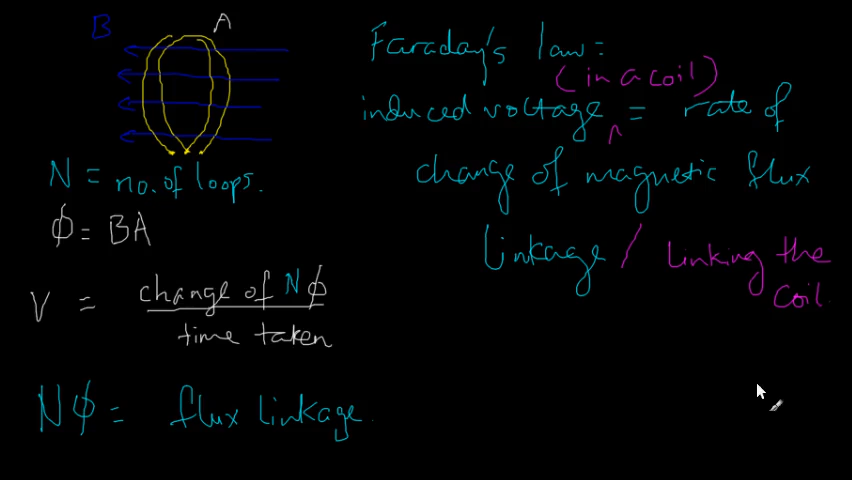 B
A
N = no. of loops.
ϕ = BA
V = change of Nϕ
time taken
Nϕ = flux linkage.
Faraday's law:
(in a coil)
induced voltage ^ = rate of
change of magnetic flux
linkage / linking the
coil.